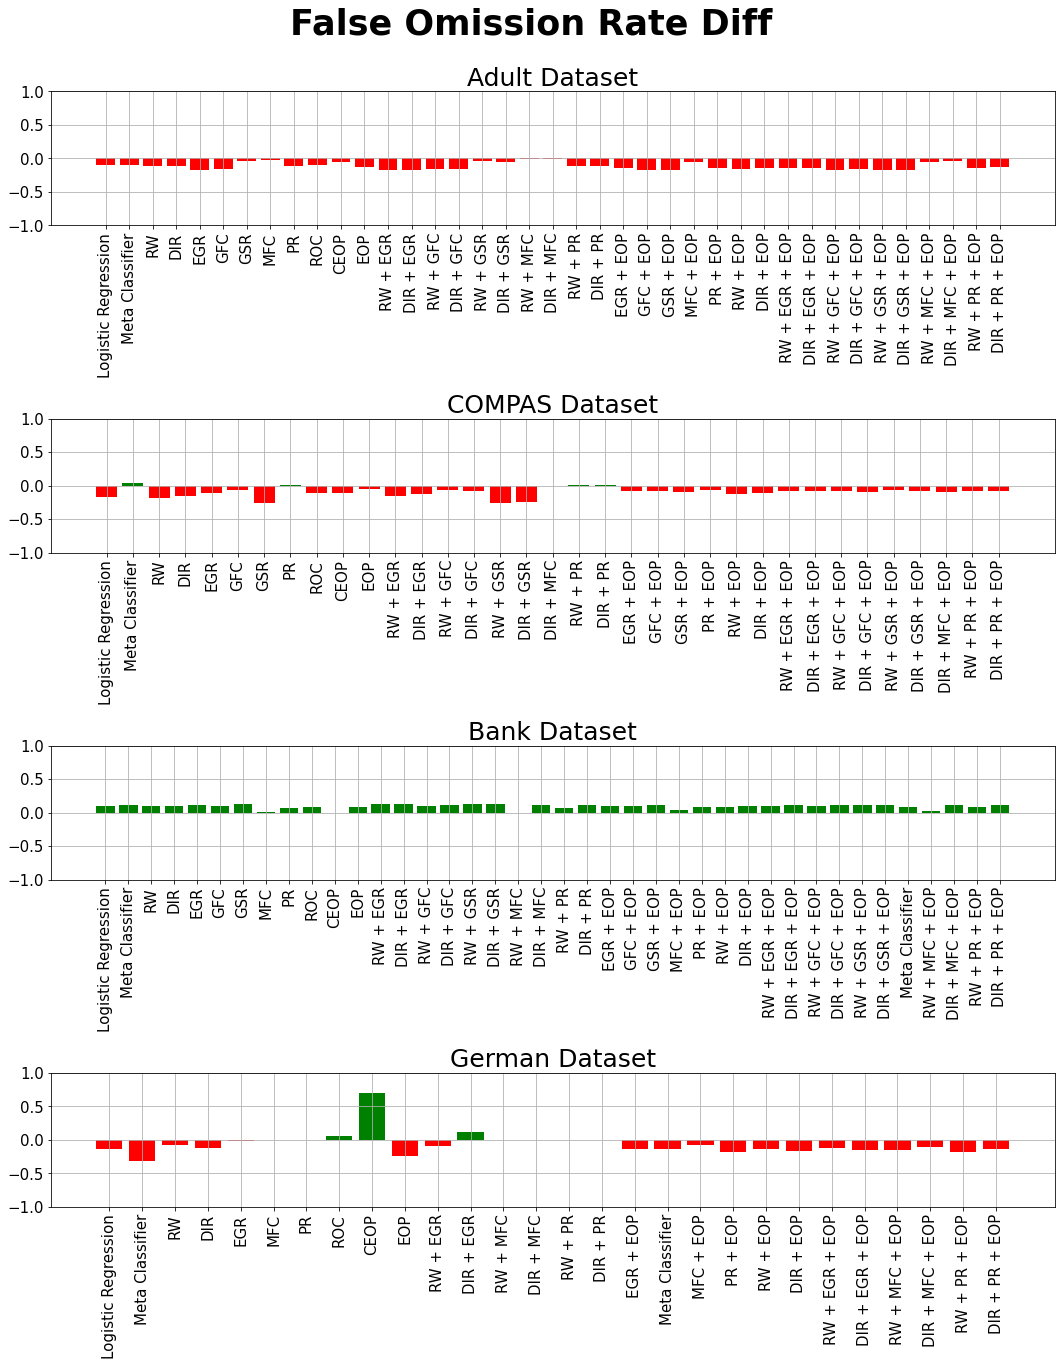 False Omission Rate Diff
Adult Dataset
1.0
0.5
0.0
−0.5
−1.0
Logistic Regression
Meta Classifier
RW
DIR
EGR
GFC
GSR
MFC
PR
ROC
CEOP
EOP
RW + EGR
DIR + EGR
RW + GFC
DIR + GFC
RW + GSR
DIR + GSR
RW + MFC
DIR + MFC
RW + PR
DIR + PR
EGR + EOP
GFC + EOP
GSR + EOP
MFC + EOP
PR + EOP
RW + EOP
DIR + EOP
RW + EGR + EOP
DIR + EGR + EOP
RW + GFC + EOP
DIR + GFC + EOP
RW + GSR + EOP
DIR + GSR + EOP
RW + MFC + EOP
DIR + MFC + EOP
RW + PR + EOP
DIR + PR + EOP
COMPAS Dataset
1.0
0.5
0.0
−0.5
−1.0
Logistic Regression
Meta Classifier
RW
DIR
EGR
GFC
GSR
PR
ROC
CEOP
EOP
RW + EGR
DIR + EGR
RW + GFC
DIR + GFC
RW + GSR
DIR + GSR
DIR + MFC
RW + PR
DIR + PR
EGR + EOP
GFC + EOP
GSR + EOP
PR + EOP
RW + EOP
DIR + EOP
RW + EGR + EOP
DIR + EGR + EOP
RW + GFC + EOP
DIR + GFC + EOP
RW + GSR + EOP
DIR + GSR + EOP
DIR + MFC + EOP
RW + PR + EOP
DIR + PR + EOP
Bank Dataset
1.0
0.5
0.0
−0.5
−1.0
Logistic Regression
Meta Classifier
RW
DIR
EGR
GFC
GSR
MFC
PR
ROC
CEOP
EOP
RW + EGR
DIR + EGR
RW + GFC
DIR + GFC
RW + GSR
DIR + GSR
RW + MFC
DIR + MFC
RW + PR
DIR + PR
EGR + EOP
GFC + EOP
GSR + EOP
MFC + EOP
PR + EOP
RW + EOP
DIR + EOP
RW + EGR + EOP
DIR + EGR + EOP
RW + GFC + EOP
DIR + GFC + EOP
RW + GSR + EOP
DIR + GSR + EOP
Meta Classifier
RW + MFC + EOP
DIR + MFC + EOP
RW + PR + EOP
DIR + PR + EOP
German Dataset
1.0
0.5
0.0
−0.5
−1.0
Logistic Regression
Meta Classifier
RW
DIR
EGR
MFC
PR
ROC
CEOP
EOP
RW + EGR
DIR + EGR
RW + MFC
DIR + MFC
RW + PR
DIR + PR
EGR + EOP
Meta Classifier
MFC + EOP
PR + EOP
RW + EOP
DIR + EOP
RW + EGR + EOP
DIR + EGR + EOP
RW + MFC + EOP
DIR + MFC + EOP
RW + PR + EOP
DIR + PR + EOP